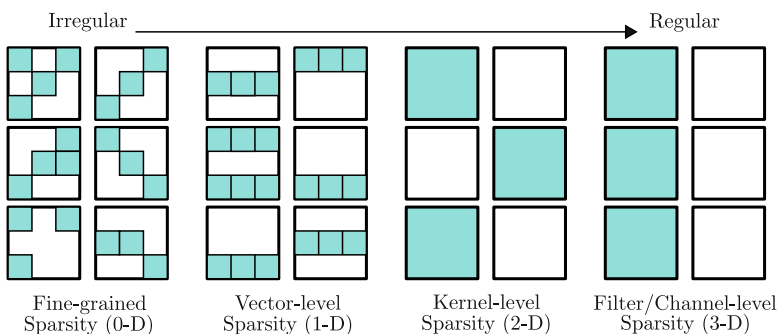 Irregular
Regular
Fine-grained
Sparsity (0-D)
Vector-level
Sparsity (1-D)
Kernel-level
Sparsity (2-D)
Filter/Channel-level
Sparsity (3-D)